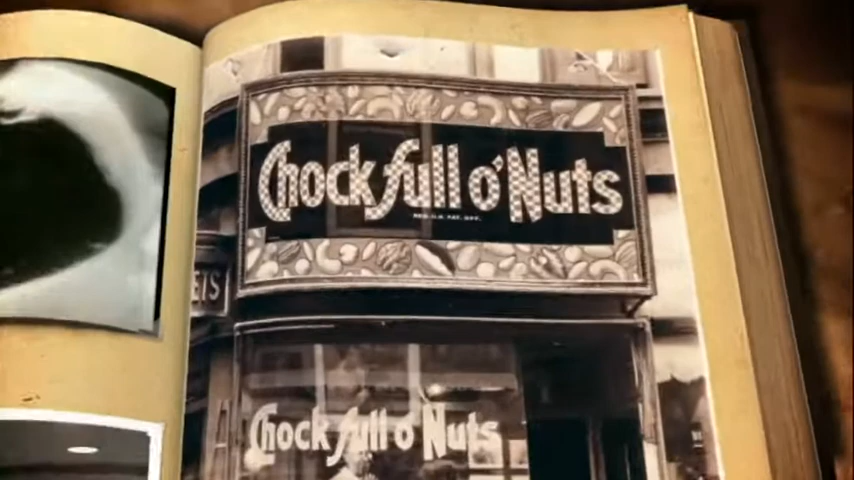 Chock full o' Nuts
REG. U.S. PAT. OFF.
ETS
Chock full o' Nuts